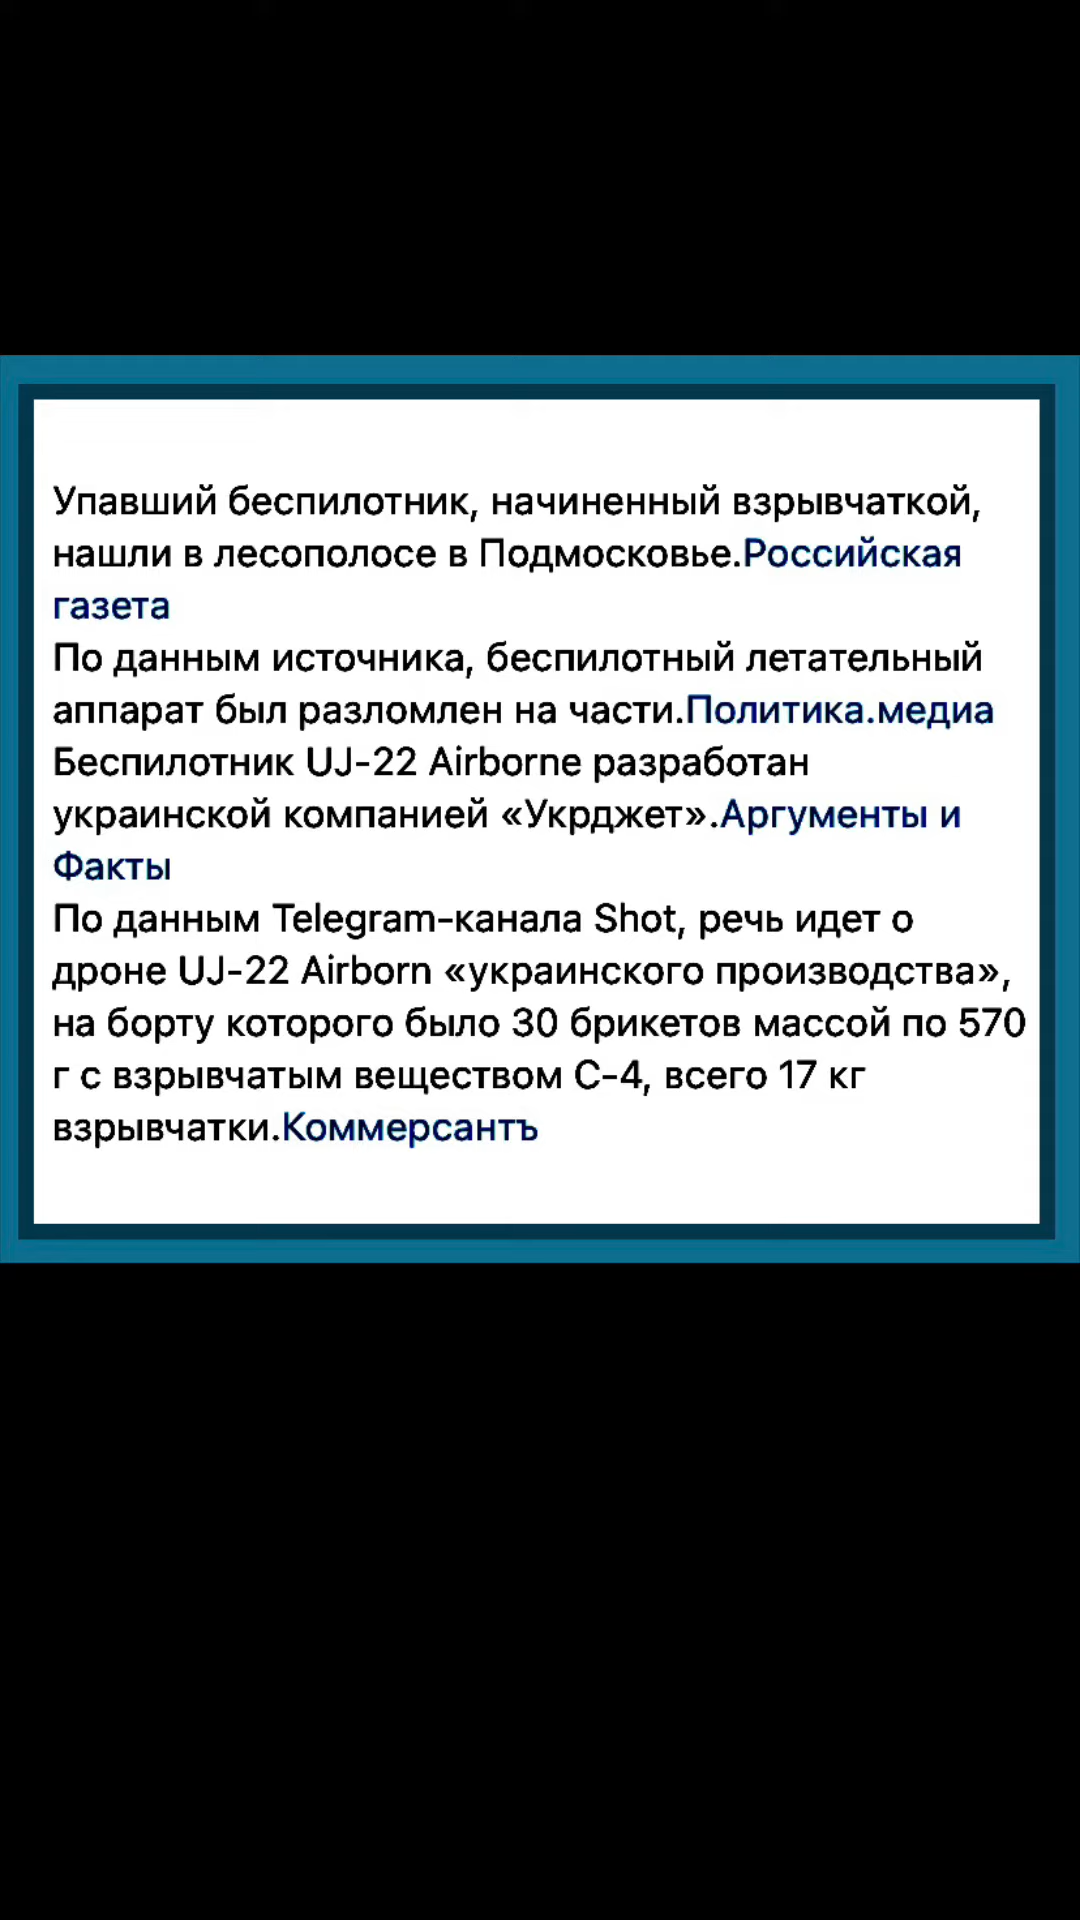 Упавший беспилотник, начиненный взрывчаткой,
нашли в лесополосе в Подмосковье.Российская
газета
По данным источника, беспилотный летательный
аппарат был разломлен на части.Политика.медиа
Беспилотник UJ-22 Airborne разработан
украинской компанией «Укрджет».Аргументы и
Факты
По данным Telegram-канала Shot, речь идет о
дроне UJ-22 Airborn «украинского производства»,
на борту которого было 30 брикетов массой по 570
г с взрывчатым веществом C-4, всего 17 кг
взрывчатки.Коммерсантъ